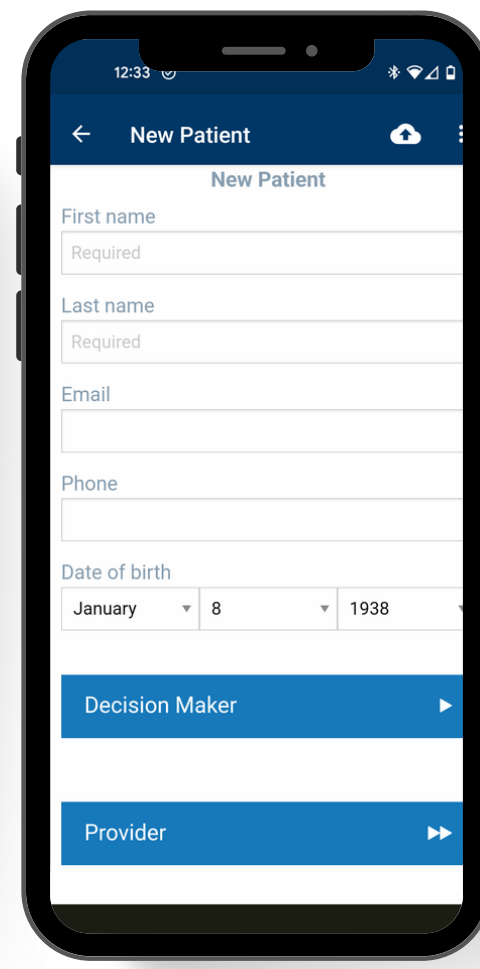 12:33
New Patient
New Patient
First name
Required
Last name
Required
Email
Phone
Date of birth
January 8 1938
Decision Maker
Provider